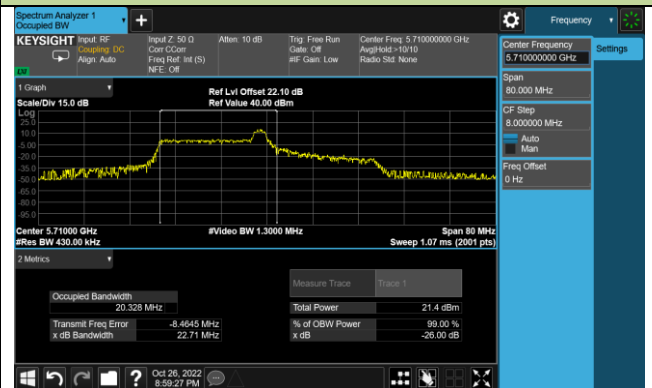 Spectrum Analyzer 1
Occupied BW
Frequency
KEYSIGHT
Input: RF
Coupling: DC
Align: Auto
Input Z: 50 Ω
Corr CCorr
Freq Ref: Int (S)
NFE: Off
Atten: 10 dB
Trig: Free Run
Gate: Off
#IF Gain: Low
Center Freq: 5.710000000 GHz
Avg|Hold:>10/10
Radio Std: None
LXI
Center Frequency
5.710000000 GHz
Settings
Span
80.000 MHz
CF Step
8.000000 MHz
Auto
Man
Freq Offset
0 Hz
1 Graph
Scale/Div 15.0 dB
Ref Lvl Offset 22.10 dB
Ref Value 40.00 dBm
Log
25.0
10.0
-5.00
-20.0
-35.0
-50.0
-65.0
-80.0
-95.0
Center 5.71000 GHz
#Res BW 430.00 kHz
#Video BW 1.3000 MHz
Span 80 MHz
Sweep 1.07 ms (2001 pts)
2 Metrics
Measure Trace
Trace 1
Occupied Bandwidth
20.328 MHz
Total Power
21.4 dBm
Transmit Freq Error
-8.4645 MHz
% of OBW Power
99.00 %
x dB Bandwidth
22.71 MHz
x dB
-26.00 dB
Oct 26, 2022
8:59:27 PM